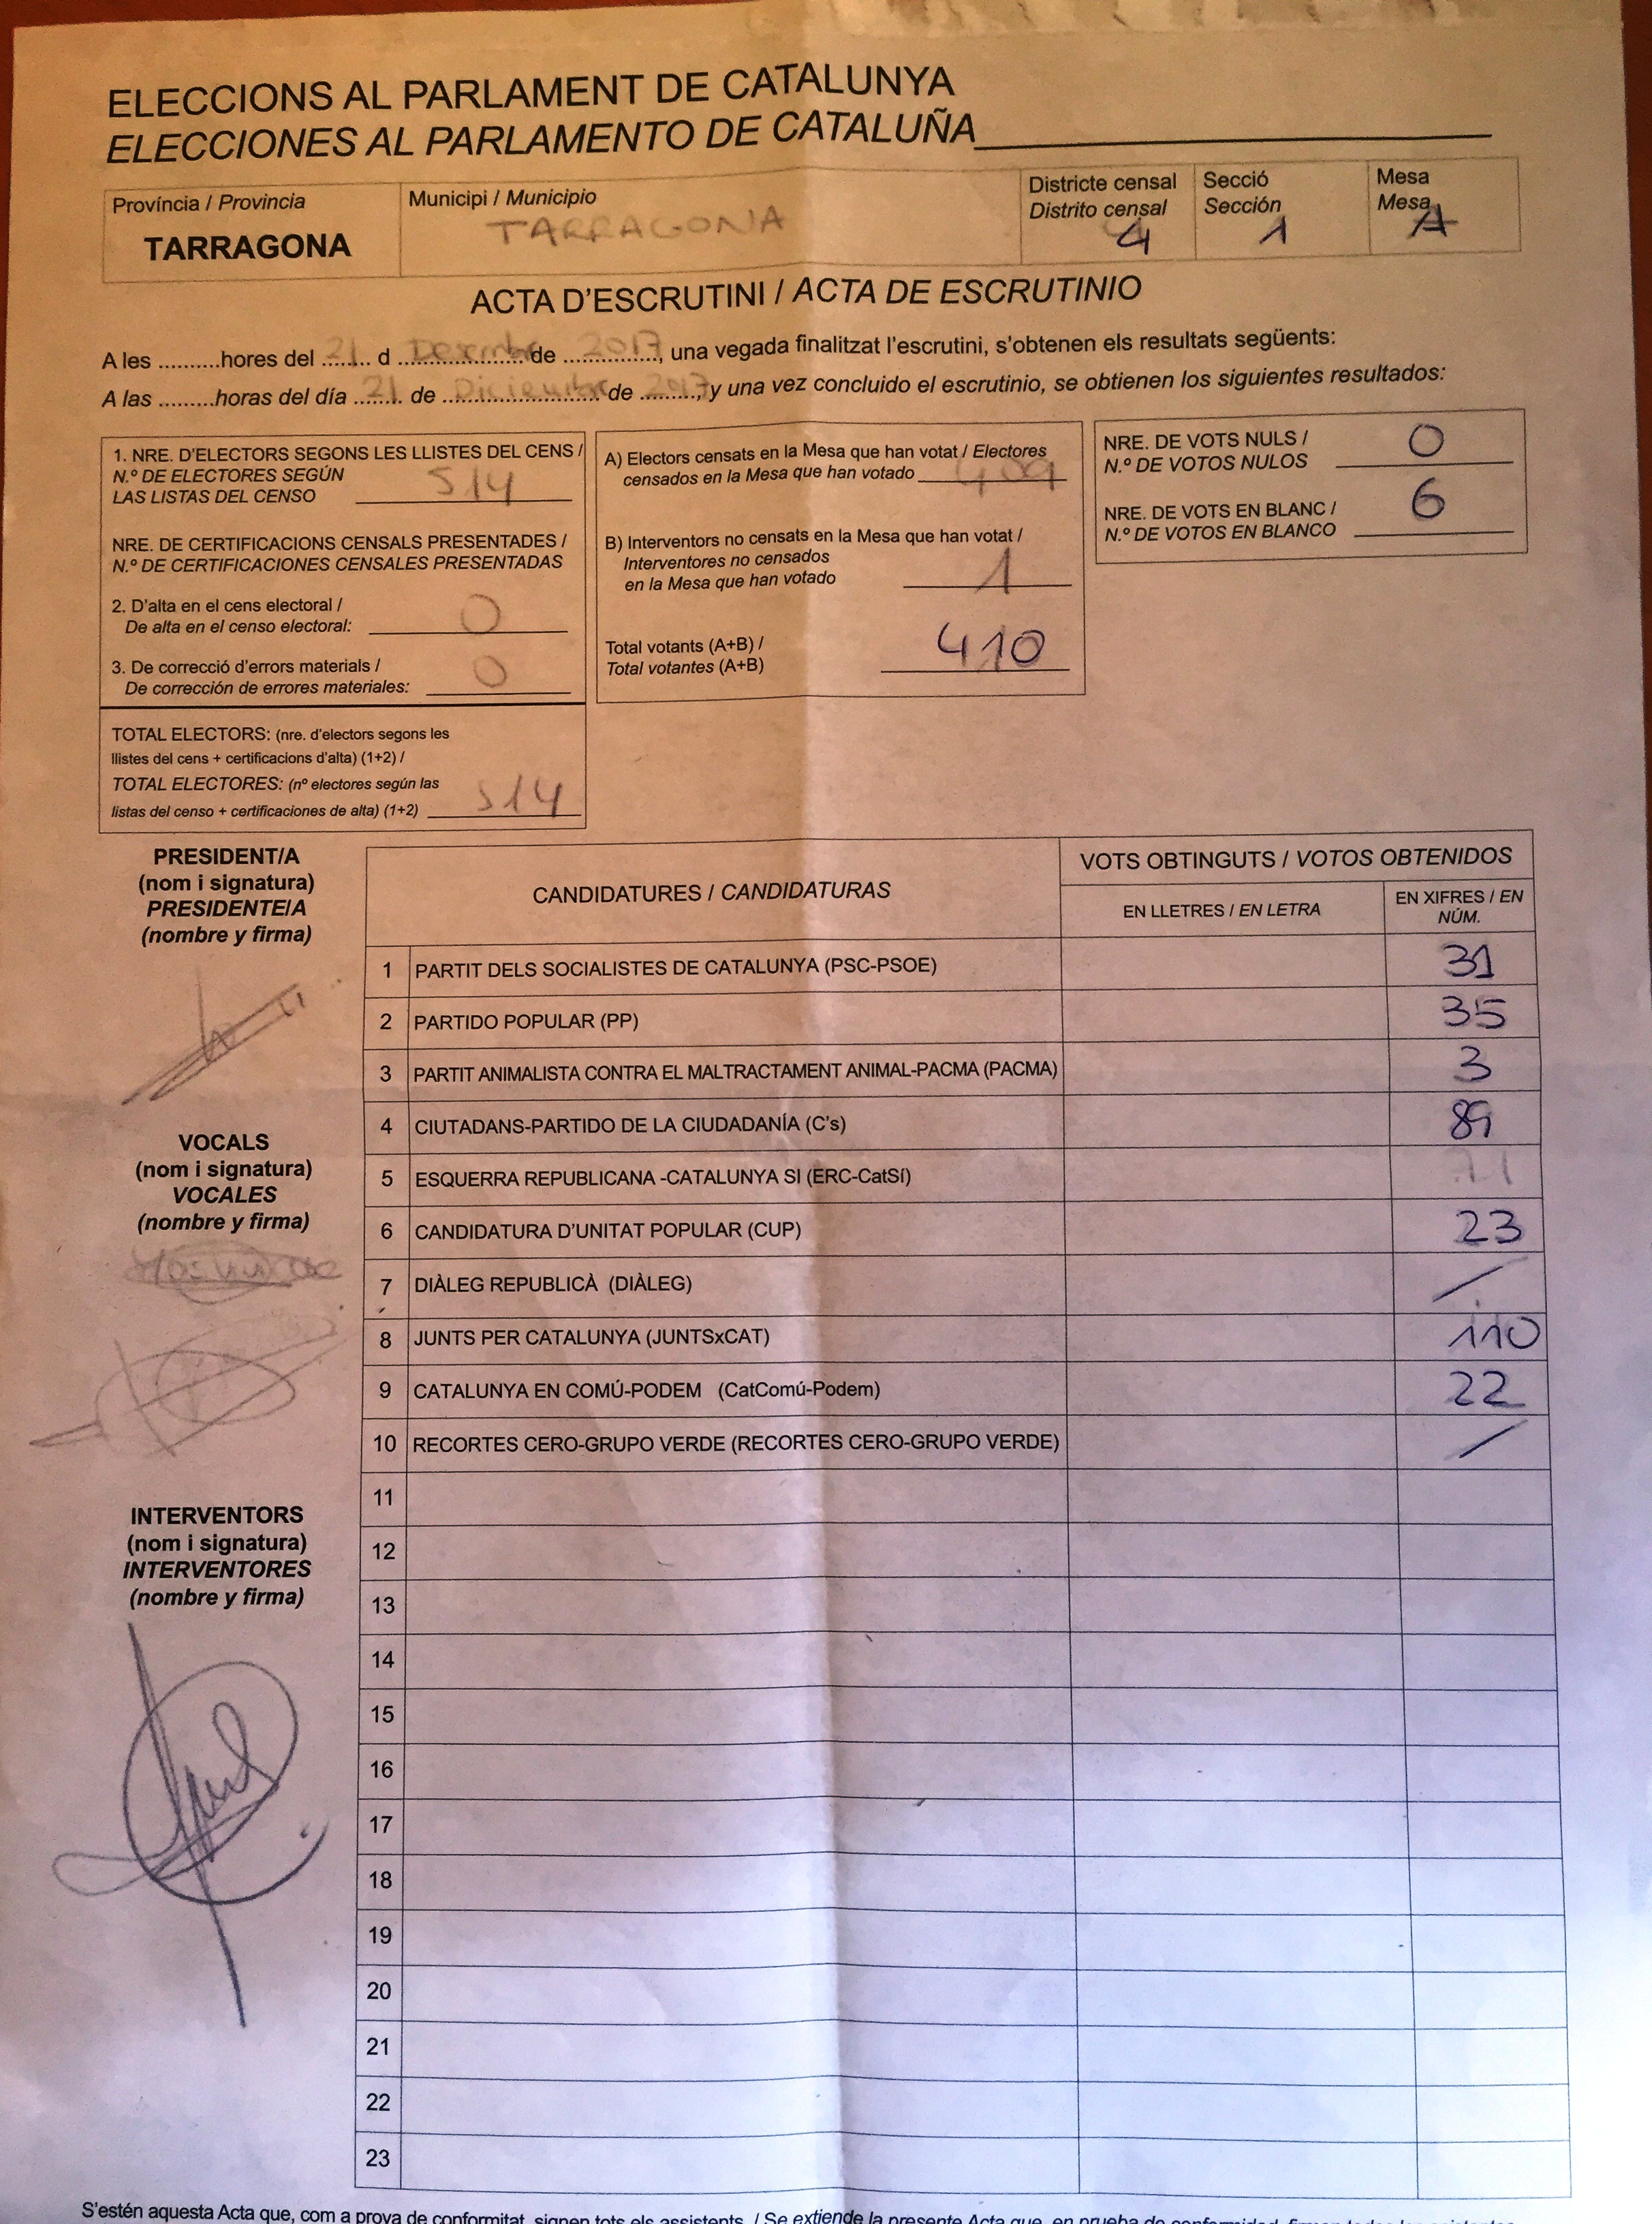 ELECCIONS AL PARLAMENT DE CATALUNYA
ELECCIONES AL PARLAMENTO DE CATALUÑA
Província / Provincia
TARRAGONA
Municipi / Municipio
TARRAGONA
Districte censal
Distrito censal
4
Secció
Sección
1
Mesa
Mesa
A
ACTA D'ESCRUTINI / ACTA DE ESCRUTINIO
A les ............hores del 21 d Desembre de 2017, una vegada finalitzat l'escrutini, s'obtenen els resultats següents:
A las ..........horas del día 21 de Diciembre de 2017, y una vez concluido el escrutinio, se obtienen los siguientes resultados:
1. NRE. D'ELECTORS SEGONS LES LLISTES DEL CENS /
N.º DE ELECTORES SEGÚN
LAS LISTAS DEL CENSO 514
NRE. DE CERTIFICACIONS CENSALS PRESENTADES /
N.º DE CERTIFICACIONES CENSALES PRESENTADAS
2. D'alta en el cens electoral /
De alta en el censo electoral: 0
3. De correcció d'errors materials /
De corrección de errores materiales: 0
TOTAL ELECTORS: (nre. d'electors segons les
llistes del cens + certificacions d'alta) (1+2) /
TOTAL ELECTORES: (nº electores según las
listas del censo + certificaciones de alta) (1+2) 514
A) Electors censats en la Mesa que han votat / Electores
censados en la Mesa que han votado 409
B) Interventors no censats en la Mesa que han votat /
Interventores no censados
en la Mesa que han votado 1
Total votants (A+B) /
Total votantes (A+B) 410
NRE. DE VOTS NULS /
N.º DE VOTOS NULOS 0
NRE. DE VOTS EN BLANC /
N.º DE VOTOS EN BLANCO 6
PRESIDENT/A
(nom i signatura)
PRESIDENTE/A
(nombre y firma)
VOCALS
(nom i signatura)
VOCALES
(nombre y firma)
INTERVENTORS
(nom i signatura)
INTERVENTORES
(nombre y firma)
CANDIDATURES / CANDIDATURAS
VOTS OBTINGUTS / VOTOS OBTENIDOS
EN LLETRES / EN LETRA
EN XIFRES / EN
NÚM.
1 PARTIT DELS SOCIALISTES DE CATALUNYA (PSC-PSOE) 31
2 PARTIDO POPULAR (PP) 35
3 PARTIT ANIMALISTA CONTRA EL MALTRACTAMENT ANIMAL-PACMA (PACMA) 3
4 CIUTADANS-PARTIDO DE LA CIUDADANÍA (C's) 89
5 ESQUERRA REPUBLICANA -CATALUNYA SI (ERC-CatSí)
6 CANDIDATURA D'UNITAT POPULAR (CUP) 23
7 DIÀLEG REPUBLICÀ (DIÀLEG) /
8 JUNTS PER CATALUNYA (JUNTSxCAT) 110
9 CATALUNYA EN COMÚ-PODEM (CatComú-Podem) 22
10 RECORTES CERO-GRUPO VERDE (RECORTES CERO-GRUPO VERDE) /
11
12
13
14
15
16
17
18
19
20
21
22
23
S'estén aquesta Acta que, com a prova de conformitat, signen tots els assistents. / Se extiende la presente Acta que, en prueba de conformidad, firman todos los asistentes.